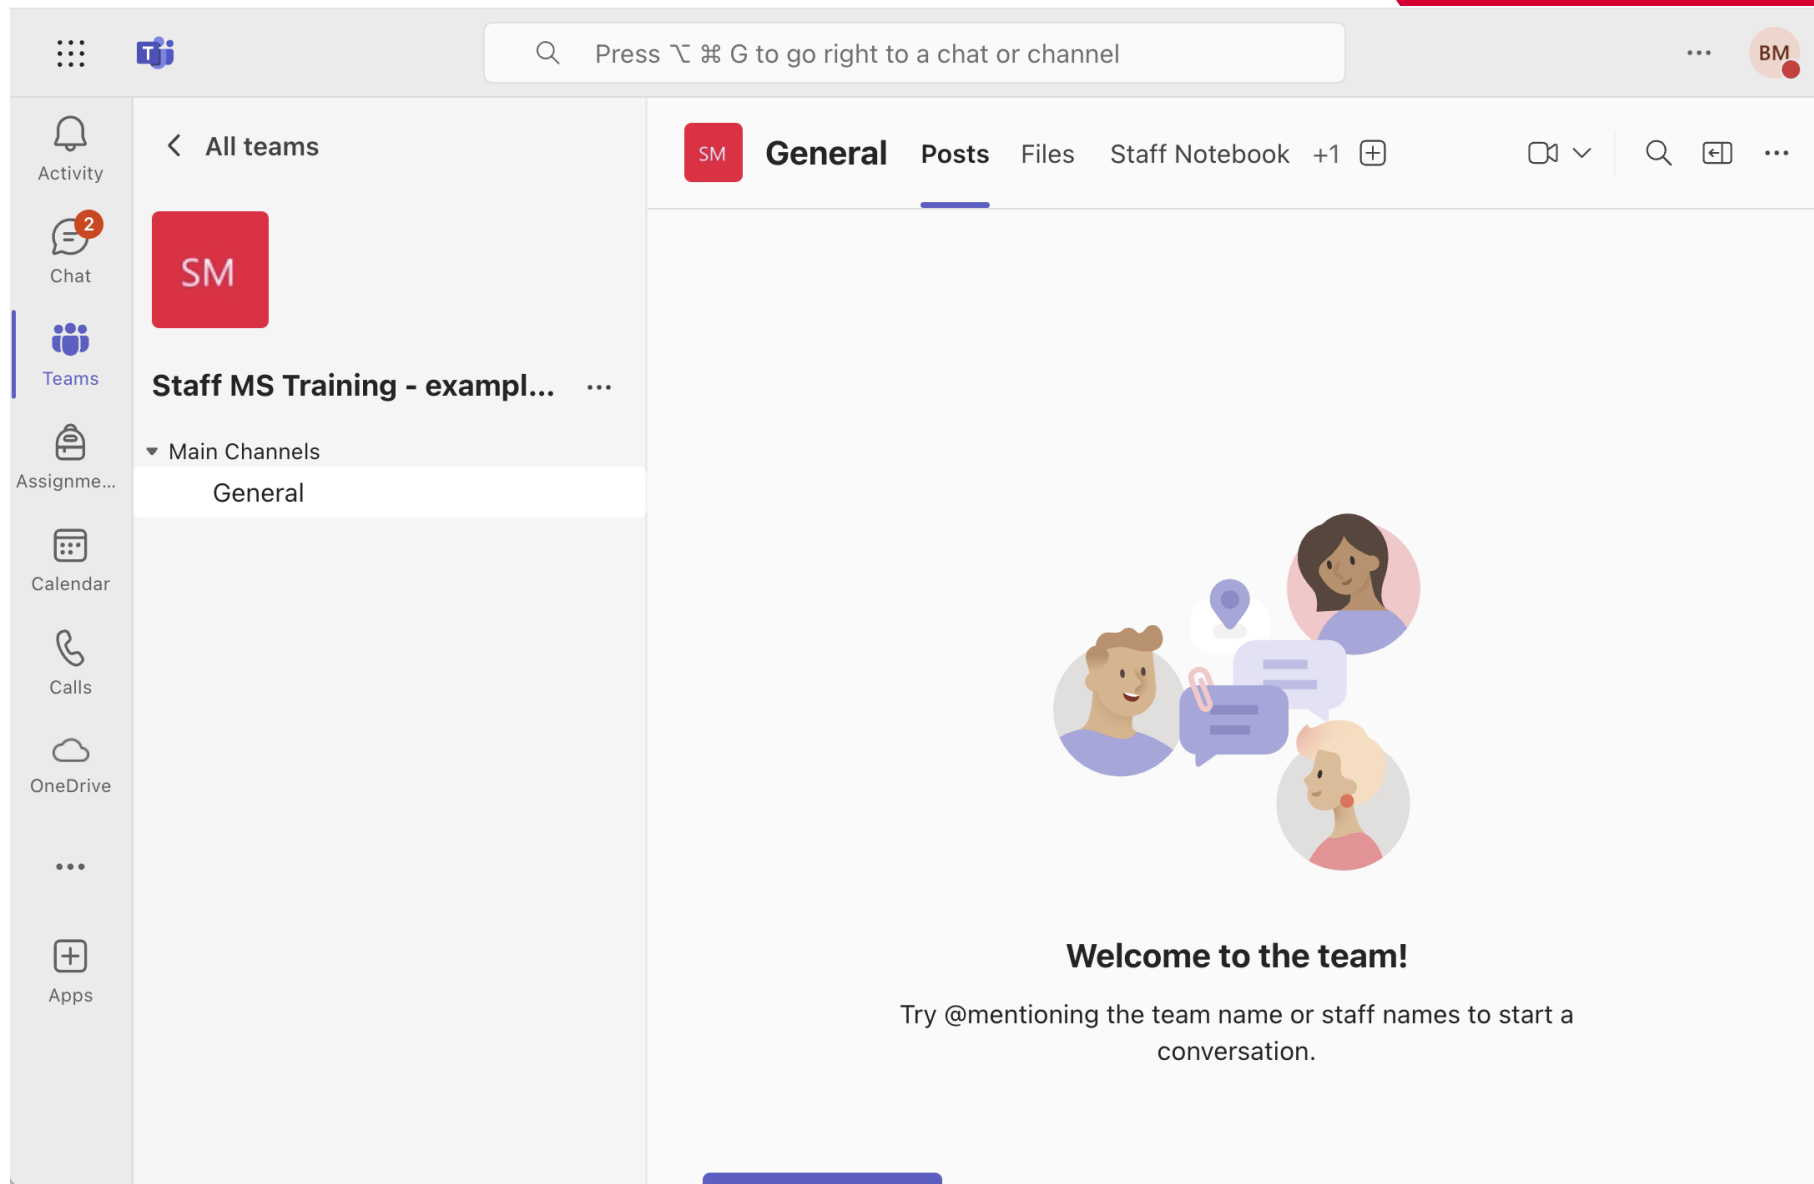 T
Press ⌥ ⌘ G to go right to a chat or channel
BM
Activity
2
Chat
Teams
Assignme...
Calendar
Calls
OneDrive
Apps
All teams
SM
Staff MS Training - exampl...
Main Channels
General
SM
General Posts Files Staff Notebook +1
Welcome to the team!
Try @mentioning the team name or staff names to start a
conversation.